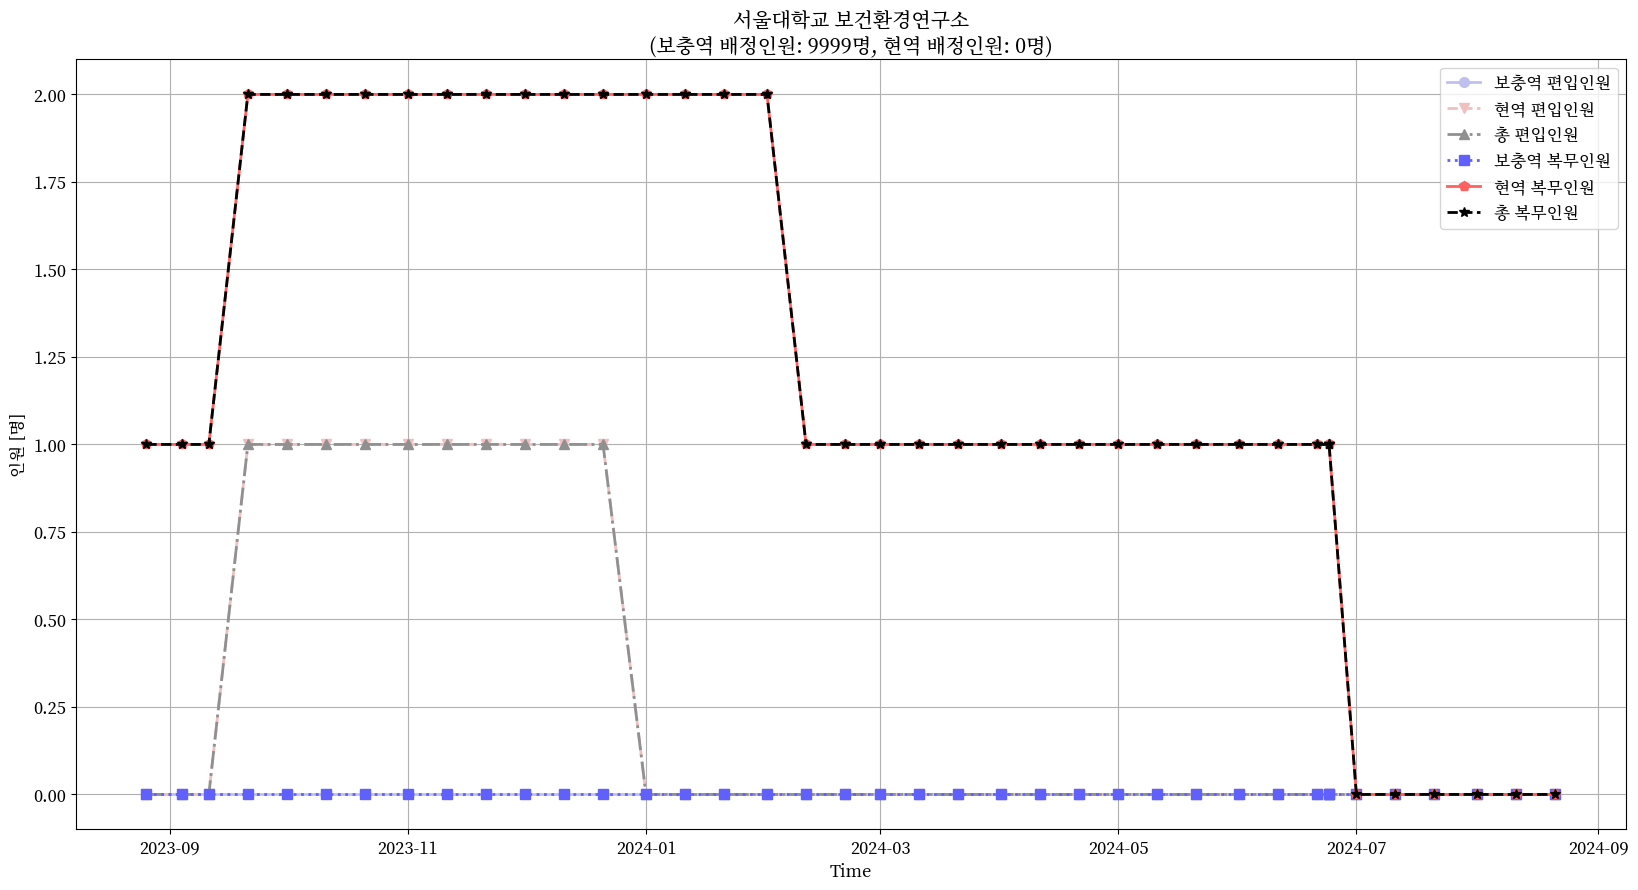 서울대학교 보건환경연구소
(보충역 배정인원: 9999명, 현역 배정인원: 0명)
보충역 편입인원
현역 편입인원
총 편입인원
보충역 복무인원
현역 복무인원
총 복무인원
2.00
1.75
1.50
1.25
1.00
0.75
0.50
0.25
0.00
인원 [명]
2023-09
2023-11
2024-01
2024-03
2024-05
2024-07
2024-09
Time